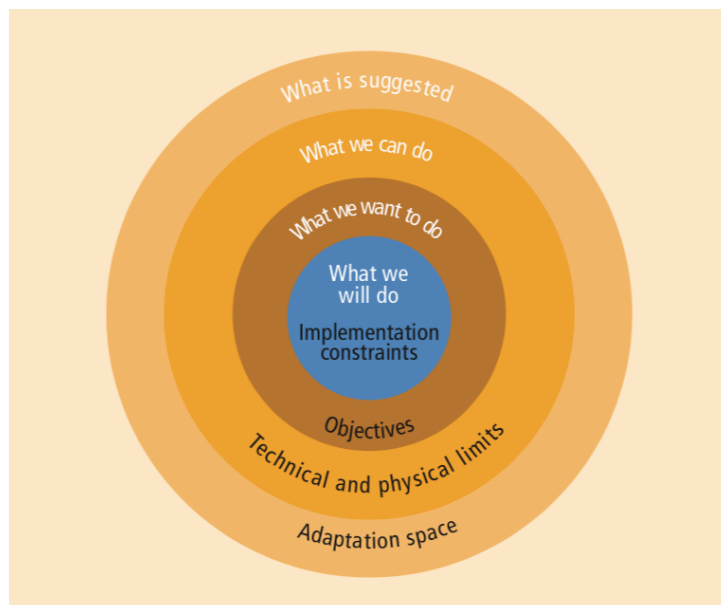 What is suggested
What we can do
What we want to do
What we
will do
Implementation
constraints
Objectives
Technical and physical limits
Adaptation space